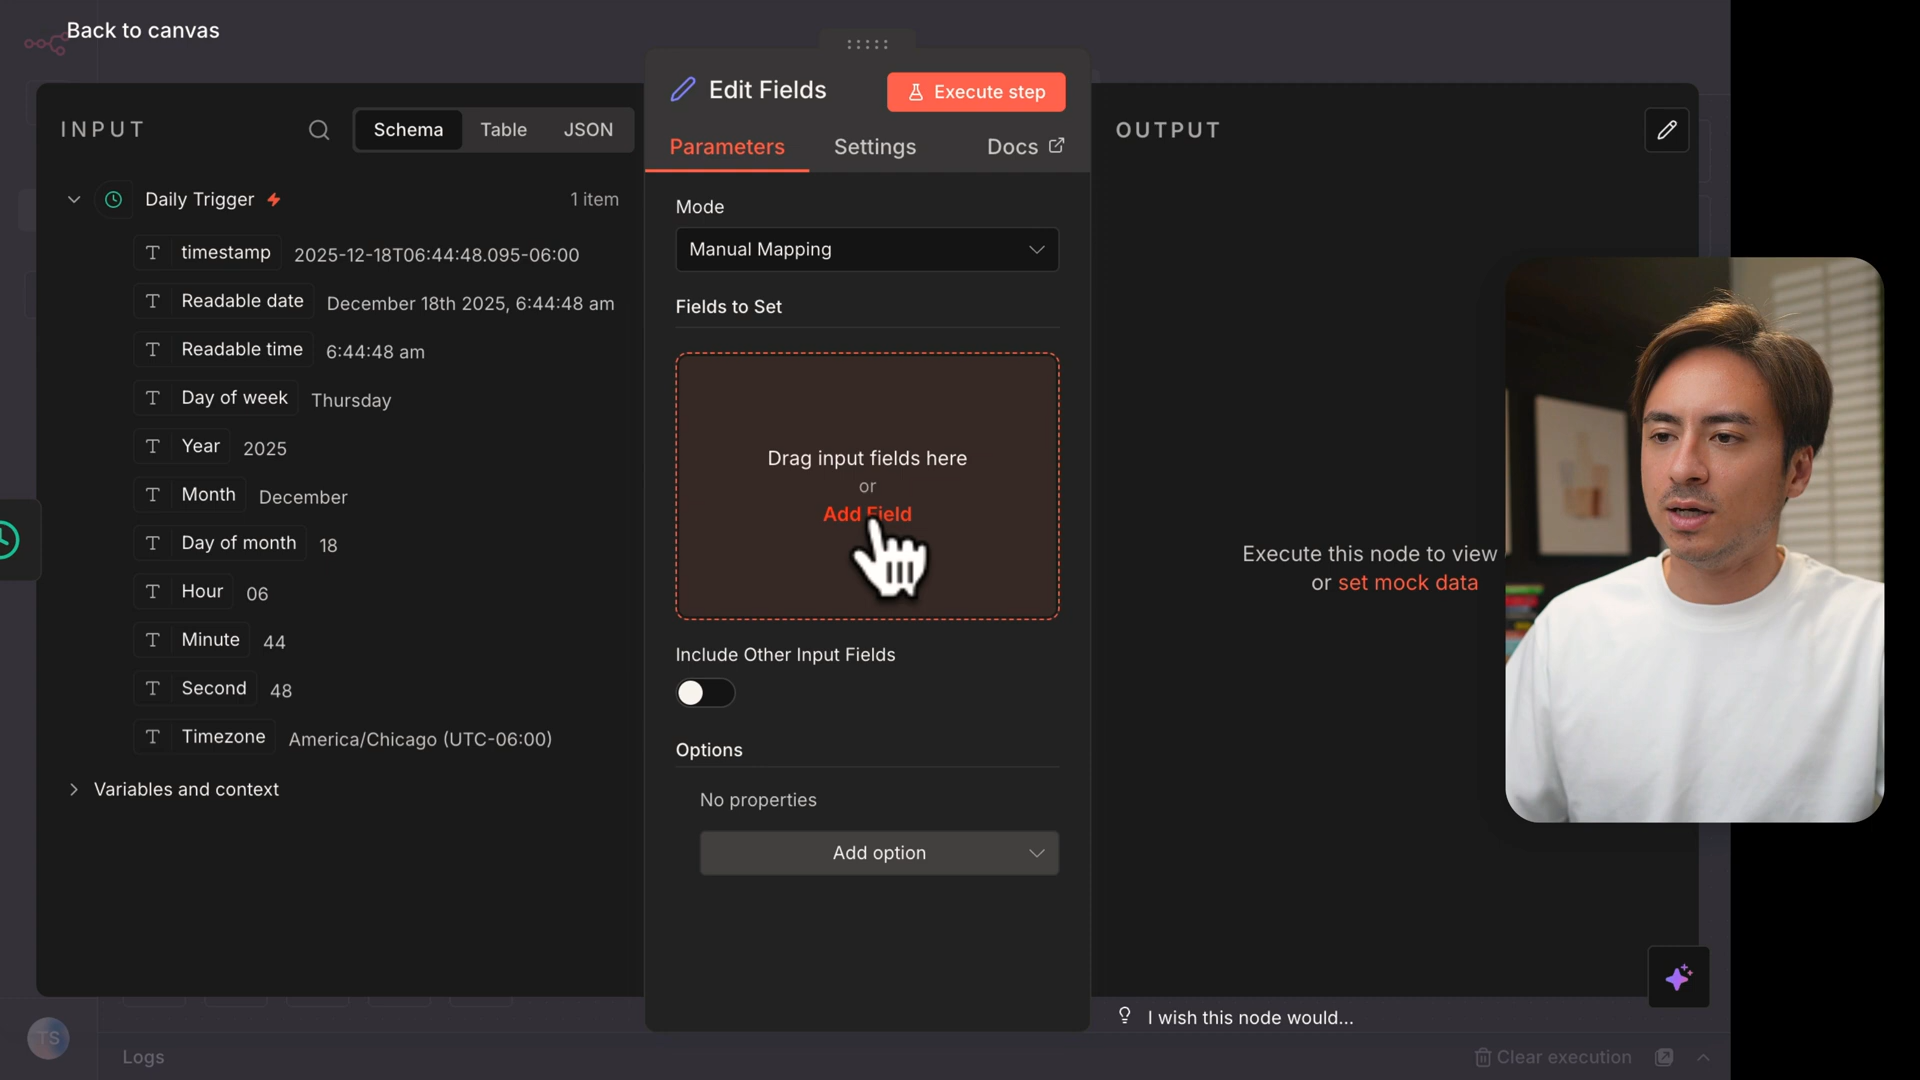 Back to canvas
INPUT
Schema
Table
JSON
Daily Trigger
1 item
T timestamp 2025-12-18T06:44:48.095-06:00
T Readable date December 18th 2025, 6:44:48 am
T Readable time 6:44:48 am
T Day of week Thursday
T Year 2025
T Month December
T Day of month 18
T Hour 06
T Minute 44
T Second 48
T Timezone America/Chicago (UTC-06:00)
Variables and context
Edit Fields
Execute step
Parameters
Settings
Docs
Mode
Manual Mapping
Fields to Set
Drag input fields here
or
Add Field
Include Other Input Fields
Options
No properties
Add option
OUTPUT
Execute this node to view
or set mock data
I wish this node would...
TS
Logs
Clear execution